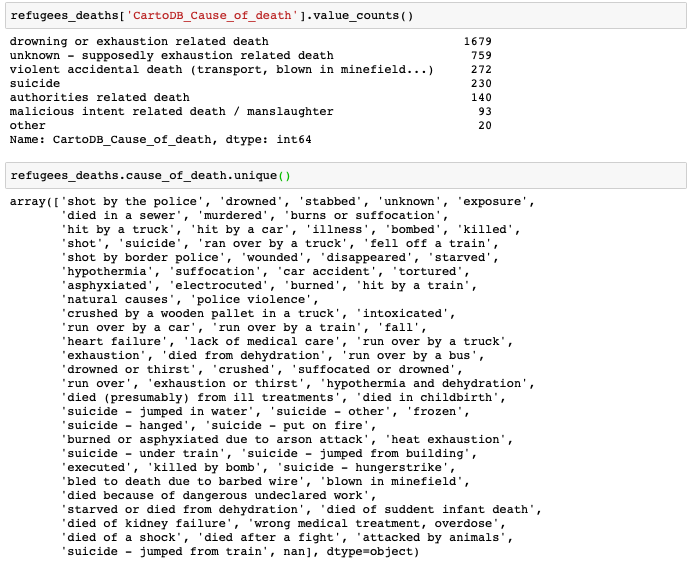 refugees_deaths['CartoDB_Cause_of_death'].value_counts()
drowning or exhaustion related death 1679
unknown - supposedly exhaustion related death 759
violent accidental death (transport, blown in minefield...) 272
suicide 230
authorities related death 140
malicious intent related death / manslaughter 93
other 20
Name: CartoDB_Cause_of_death, dtype: int64
refugees_deaths.cause_of_death.unique()
array(['shot by the police', 'drowned', 'stabbed', 'unknown', 'exposure',
'died in a sewer', 'murdered', 'burns or suffocation',
'hit by a truck', 'hit by a car', 'illness', 'bombed', 'killed',
'shot', 'suicide', 'ran over by a truck', 'fell off a train',
'shot by border police', 'wounded', 'disappeared', 'starved',
'hypothermia', 'suffocation', 'car accident', 'tortured',
'asphyxiated', 'electrocuted', 'burned', 'hit by a train',
'natural causes', 'police violence',
'crushed by a wooden pallet in a truck', 'intoxicated',
'run over by a car', 'run over by a train', 'fall',
'heart failure', 'lack of medical care', 'run over by a truck',
'exhaustion', 'died from dehydration', 'run over by a bus',
'drowned or thirst', 'crushed', 'suffocated or drowned',
'run over', 'exhaustion or thirst', 'hypothermia and dehydration',
'died (presumably) from ill treatments', 'died in childbirth',
'suicide - jumped in water', 'suicide - other', 'frozen',
'suicide - hanged', 'suicide - put on fire',
'burned or asphyxiated due to arson attack', 'heat exhaustion',
'suicide - under train', 'suicide - jumped from building',
'executed', 'killed by bomb', 'suicide - hungerstrike',
'bled to death due to barbed wire', 'blown in minefield',
'died because of dangerous undeclared work',
'starved or died from dehydration', 'died of suddent infant death',
'died of kidney failure', 'wrong medical treatment, overdose',
'died of a shock', 'died after a fight', 'attacked by animals',
'suicide - jumped from train', nan], dtype=object)